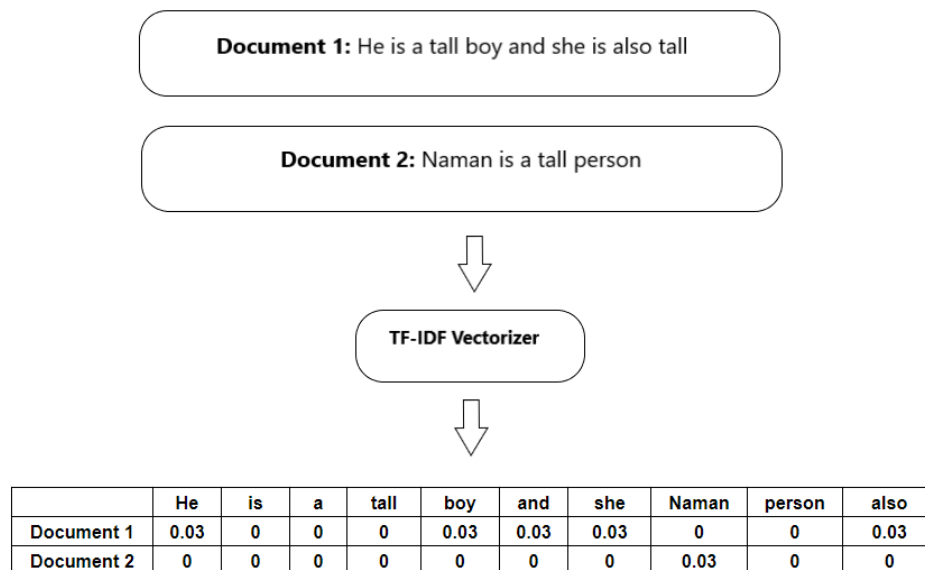 Document 1: He is a tall boy and she is also tall
Document 2: Naman is a tall person
TF-IDF Vectorizer
He is a tall boy and she Naman person also
Document 1 0.03 0 0 0 0.03 0.03 0.03 0 0 0.03
Document 2 0 0 0 0 0 0 0 0.03 0 0